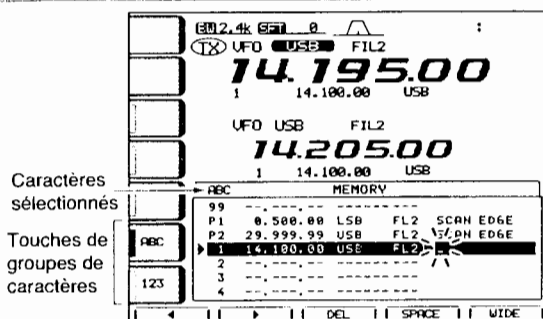 BW 2.4k SFT 0 :
TX VFO USB FIL2
14.195.00
1 14.100.00 USB
VFO USB FIL2
14.205.00
1 14.100.00 USB
Caractères
sélectionnés
ABC MEMORY
99 --.---.-- --- --- --------
P1 0.500.00 LSB FL2 SCAN EDGE
P2 29.999.99 USB FL2 SCAN EDGE
1 14.100.00 USB FL2
2 --.---.-- --- --- --------
3 --.---.-- --- --- --------
4 --.---.-- --- --- --------
Touches de
groupes de
caractères
ABC
123
DEL SPACE WIDE